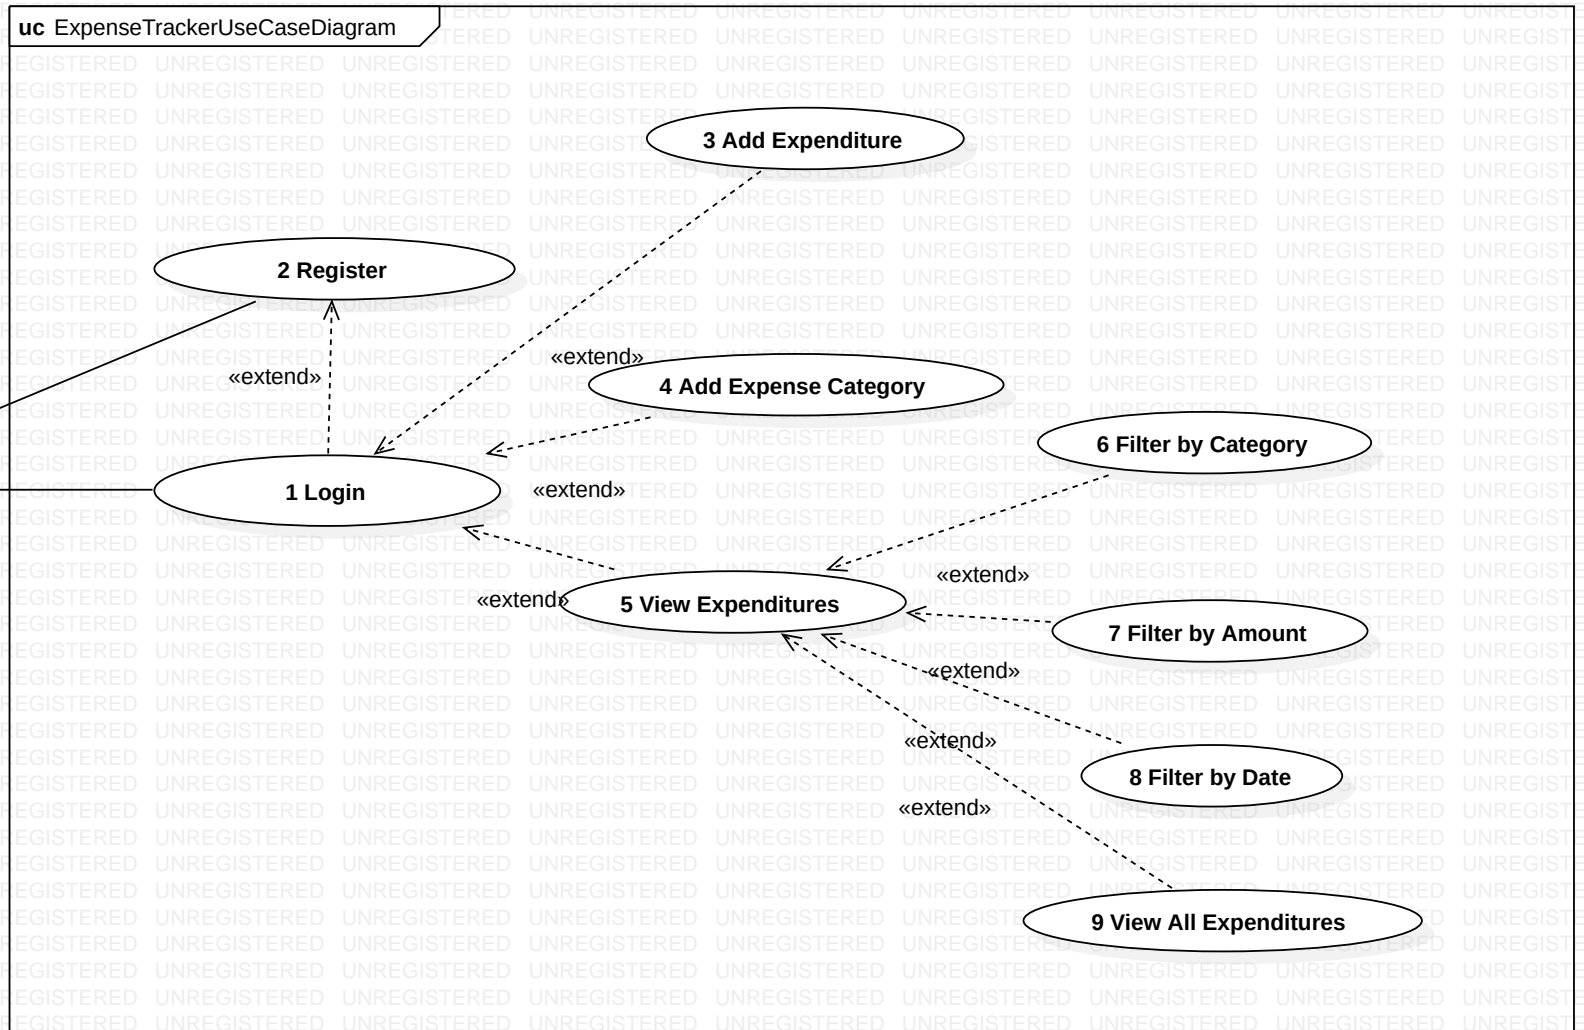 uc ExpenseTrackerUseCaseDiagram
3 Add Expenditure
2 Register
«extend»
«extend»
4 Add Expense Category
6 Filter by Category
1 Login
«extend»
«extend»
5 View Expenditures
«extend»
7 Filter by Amount
«extend»
«extend»
8 Filter by Date
«extend»
9 View All Expenditures
UNREGISTERED